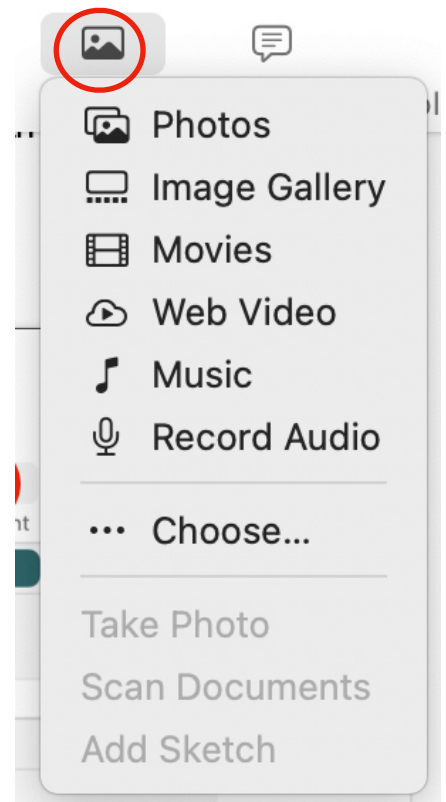 Photos
Image Gallery
Movies
Web Video
Music
Record Audio
Choose...
Take Photo
Scan Documents
Add Sketch